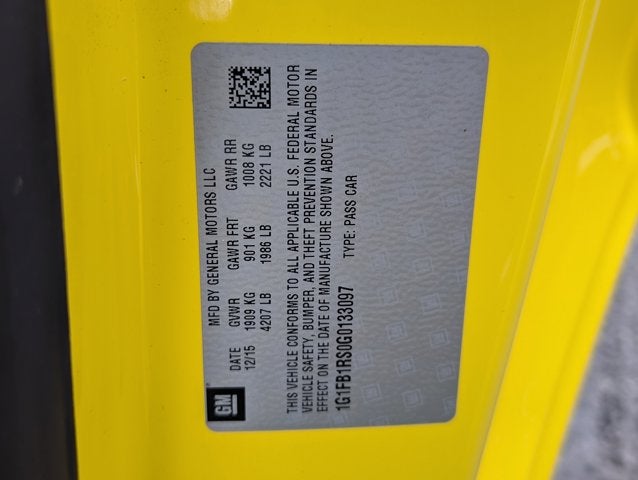 GM
MFD BY GENERAL MOTORS LLC
DATE GVWR GAWR FRT GAWR RR
12/15 1909 KG 901 KG 1008 KG
4207 LB 1986 LB 2221 LB
THIS VEHICLE CONFORMS TO ALL APPLICABLE U.S. FEDERAL MOTOR
VEHICLE SAFETY, BUMPER, AND THEFT PREVENTION STANDARDS IN
EFFECT ON THE DATE OF MANUFACTURE SHOWN ABOVE.
1G1FB1RS0G0133097 TYPE: PASS CAR